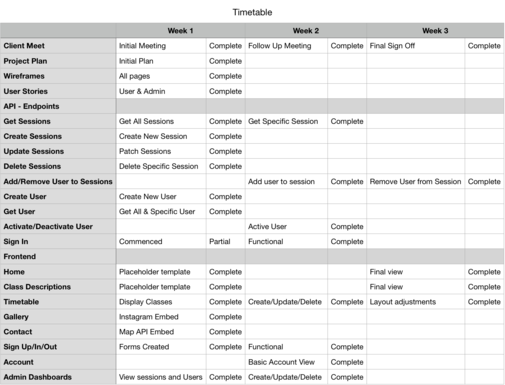 Timetable
Week 1 Week 2 Week 3
Client Meet Initial Meeting Complete Follow Up Meeting Complete Final Sign Off Complete
Project Plan Initial Plan Complete
Wireframes All pages Complete
User Stories User & Admin Complete
API - Endpoints
Get Sessions Get All Sessions Complete Get Specific Session Complete
Create Sessions Create New Session Complete
Update Sessions Patch Sessions Complete
Delete Sessions Delete Specific Session Complete
Add/Remove User to Sessions Add user to session Complete Remove User from Session Complete
Create User Create New User Complete
Get User Get All & Specific User Complete
Activate/Deactivate User Active User Complete
Sign In Commenced Partial Functional Complete
Frontend
Home Placeholder template Complete Final view Complete
Class Descriptions Placeholder template Complete Final view Complete
Timetable Display Classes Complete Create/Update/Delete Complete Layout adjustments Complete
Gallery Instagram Embed Complete
Contact Map API Embed Complete
Sign Up/In/Out Forms Created Complete Functional Complete
Account Basic Account View Complete
Admin Dashboards View sessions and Users Complete Create/Update/Delete Complete